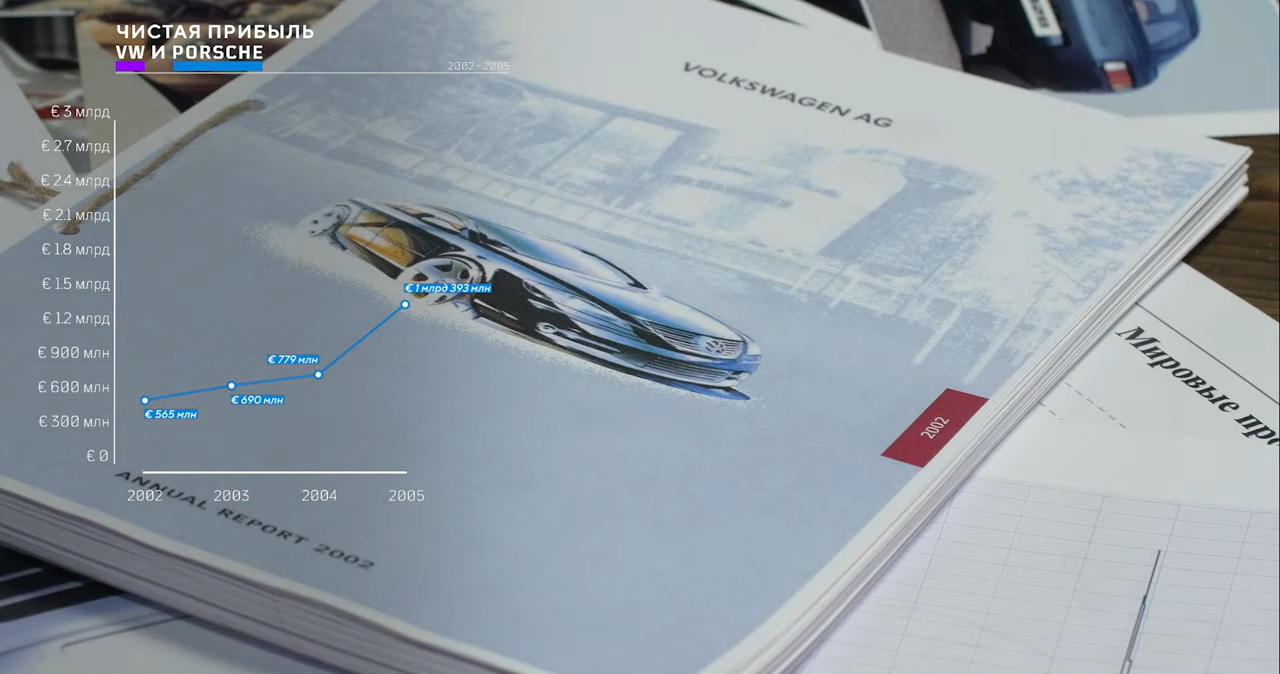 ЧИСТАЯ ПРИБЫЛЬ
VW И PORSCHE
2002-2005
€ 3 млрд
€ 2.7 млрд
€ 2.4 млрд
€ 2.1 млрд
€ 1.8 млрд
€ 1.5 млрд
€ 1.2 млрд
€ 900 млн
€ 600 млн
€ 300 млн
€ 0
€ 565 млн
€ 690 млн
€ 779 млн
€ 1 млрд 393 млн
2002 2003 2004 2005
VOLKSWAGEN AG
2002
ANNUAL REPORT 2002
Мировые